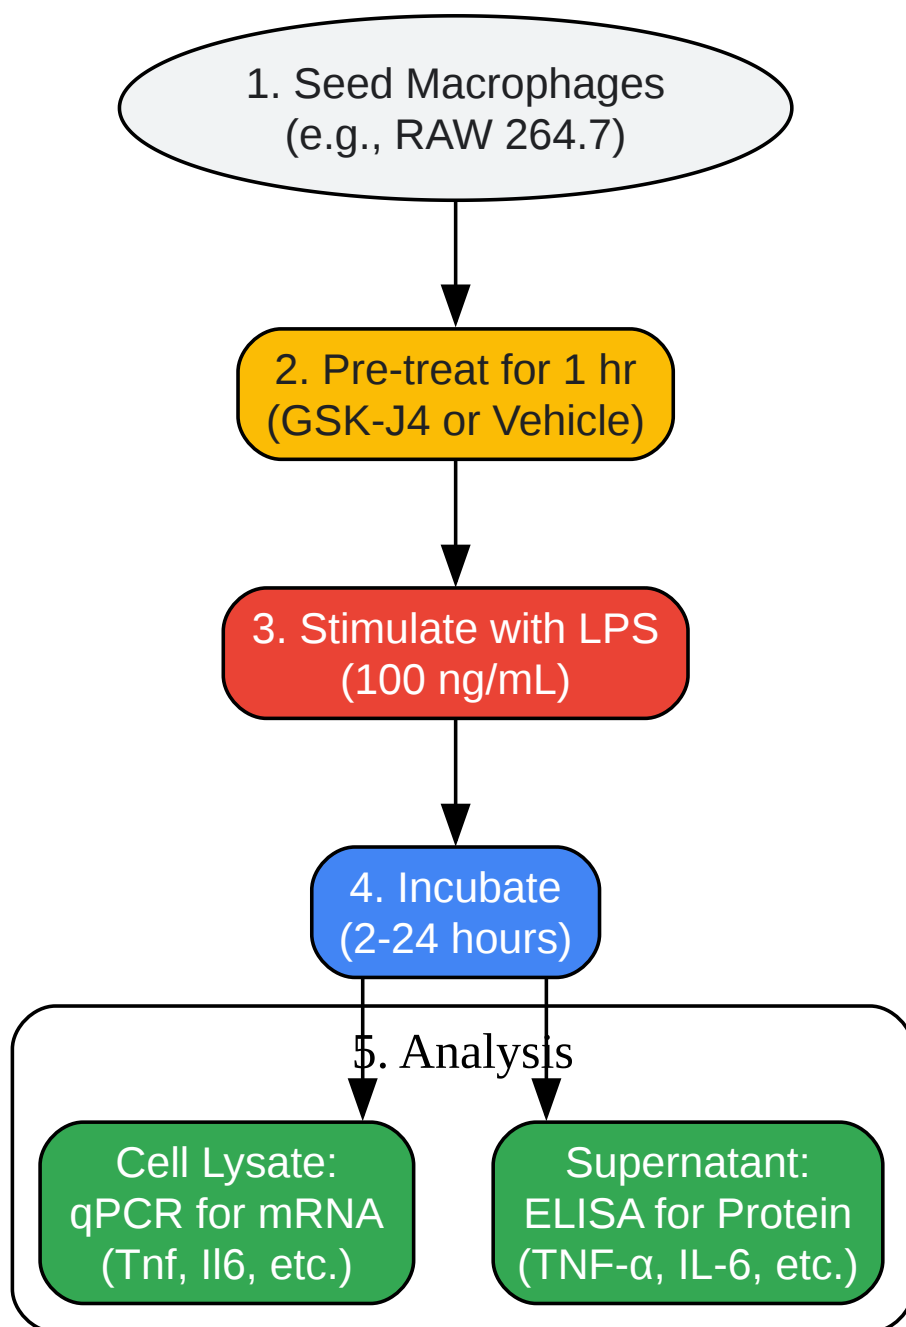 1. Seed Macrophages
(e.g., RAW 264.7)
2. Pre-treat for 1 hr
(GSK-J4 or Vehicle)
3. Stimulate with LPS
(100 ng/mL)
4. Incubate
(2-24 hours)
5. Analysis
Cell Lysate:
qPCR for mRNA
(Tnf, Il6, etc.)
Supernatant:
ELISA for Protein
(TNF-α, IL-6, etc.)